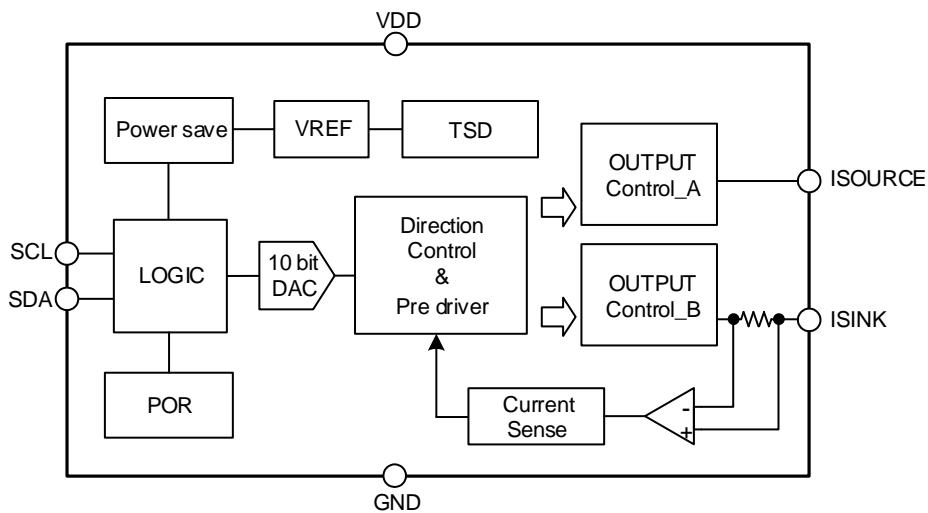 VDD
Power save
VREF
TSD
OUTPUT
Control_A
ISOURCE
Direction
Control
&
Pre driver
SCL
SDA
LOGIC
10 bit
DAC
OUTPUT
Control_B
ISINK
POR
Current
Sense
-
+
GND